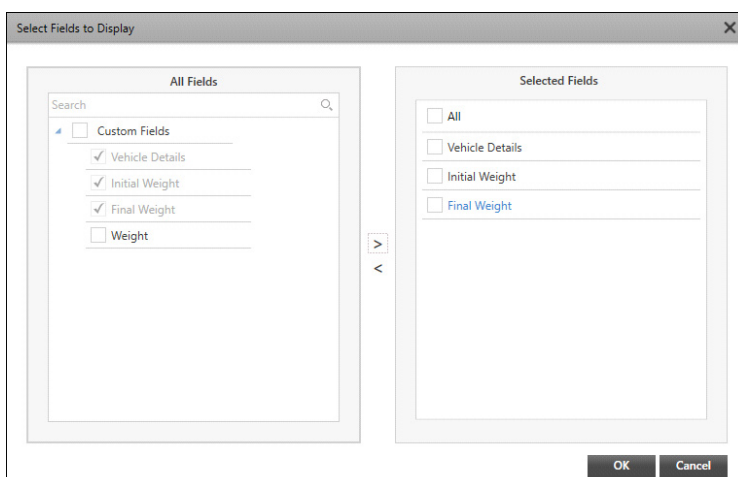 Select Fields to Display
All Fields
Search
Custom Fields
Vehicle Details
Initial Weight
Final Weight
Weight
>
<
Selected Fields
All
Vehicle Details
Initial Weight
Final Weight
OK
Cancel